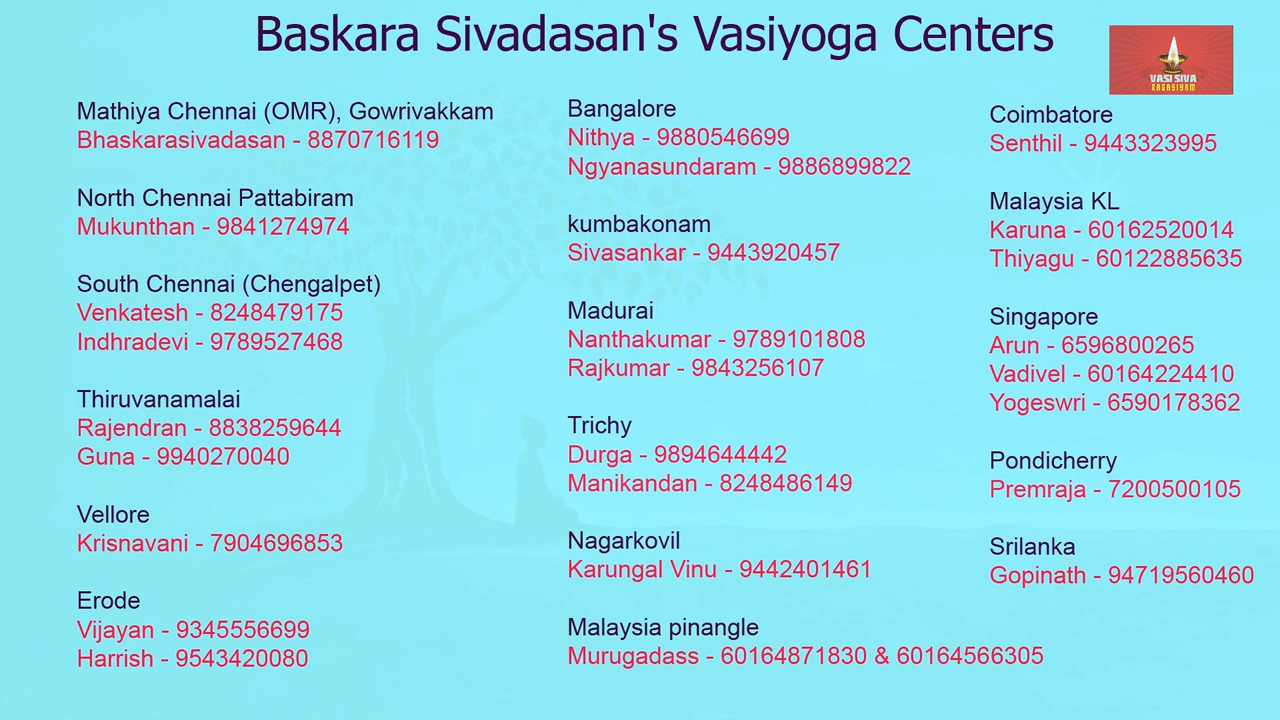 Baskara Sivadasan's Vasiyoga Centers
VASI SIVA
RAGASIYAM
Mathiya Chennai (OMR), Gowrivakkam
Bhaskarasivadasan - 8870716119
North Chennai Pattabiram
Mukunthan - 9841274974
South Chennai (Chengalpet)
Venkatesh - 8248479175
Indhradevi - 9789527468
Thiruvanamalai
Rajendran - 8838259644
Guna - 9940270040
Vellore
Krisnavani - 7904696853
Erode
Vijayan - 9345556699
Harrish - 9543420080
Bangalore
Nithya - 9880546699
Ngyanasundaram - 9886899822
kumbakonam
Sivasankar - 9443920457
Madurai
Nanthakumar - 9789101808
Rajkumar - 9843256107
Trichy
Durga - 9894644442
Manikandan - 8248486149
Nagarkovil
Karungal Vinu - 9442401461
Malaysia pinangle
Murugadass - 60164871830 & 60164566305
Coimbatore
Senthil - 9443323995
Malaysia KL
Karuna - 60162520014
Thiyagu - 60122885635
Singapore
Arun - 6596800265
Vadivel - 60164224410
Yogeswri - 6590178362
Pondicherry
Premraja - 7200500105
Srilanka
Gopinath - 94719560460